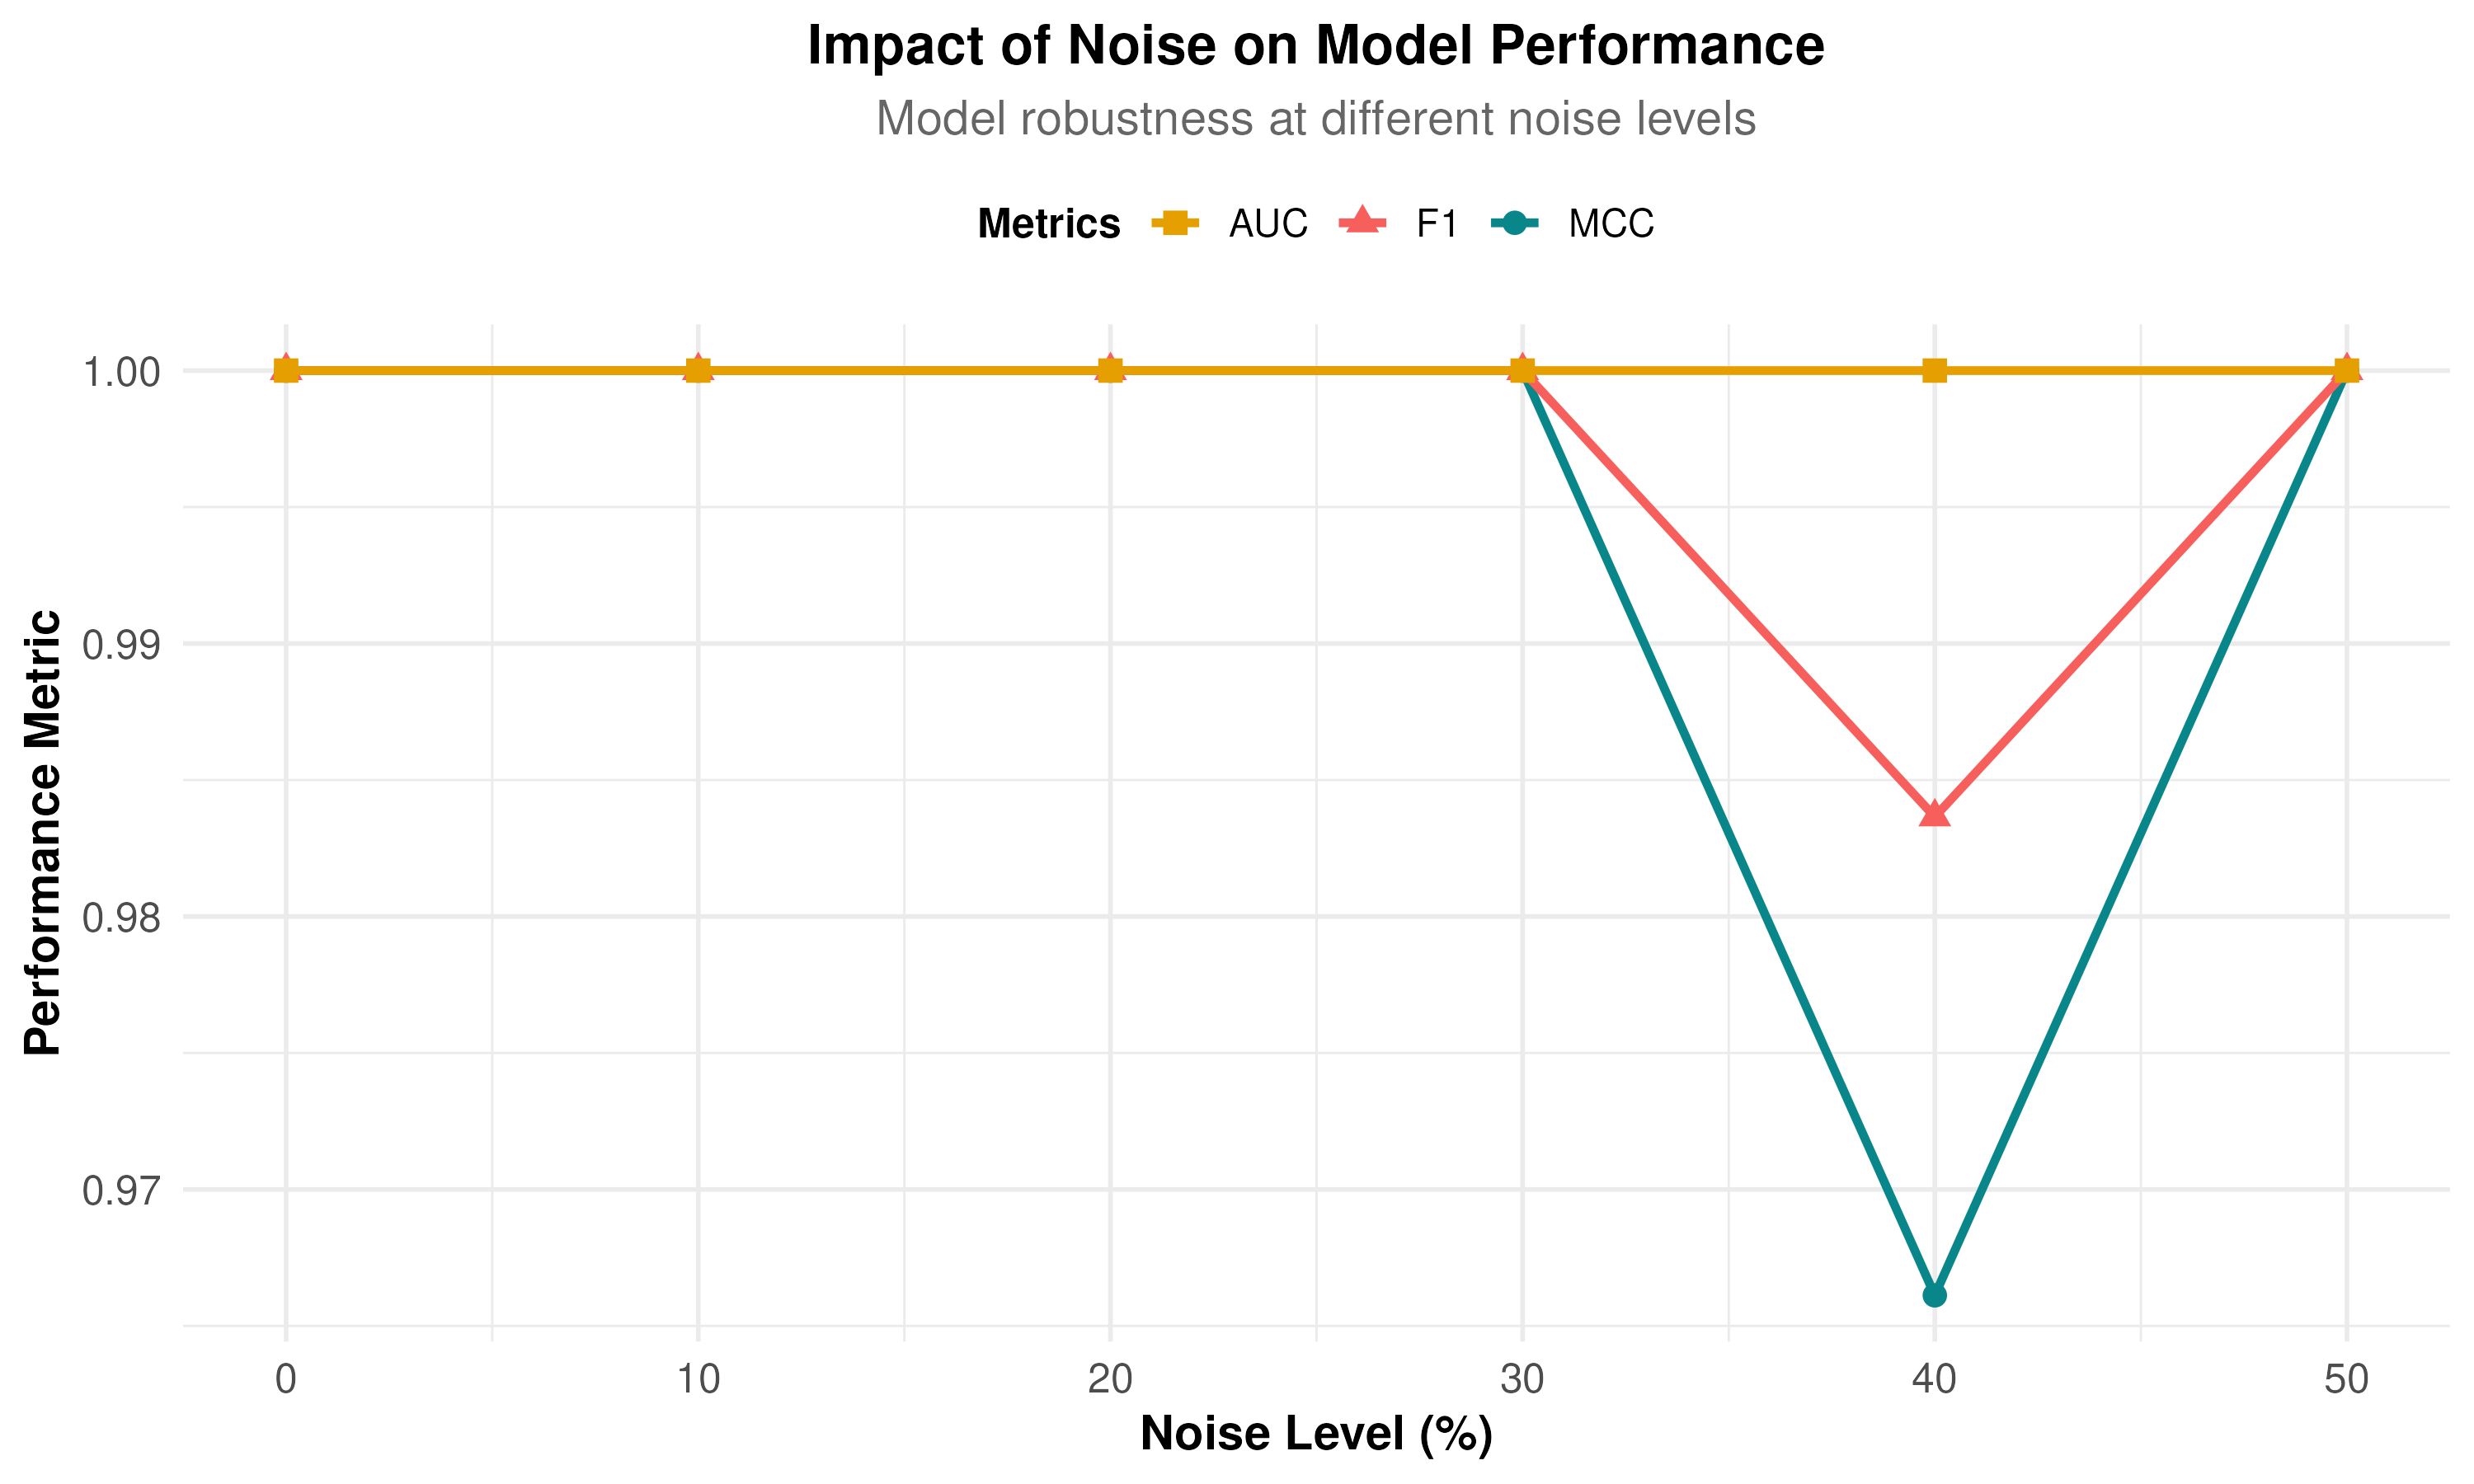 Impact of Noise on Model Performance
Model robustness at different noise levels
Metrics AUC F1 MCC
Performance Metric
1.00
0.99
0.98
0.97
0 10 20 30 40 50
Noise Level (%)